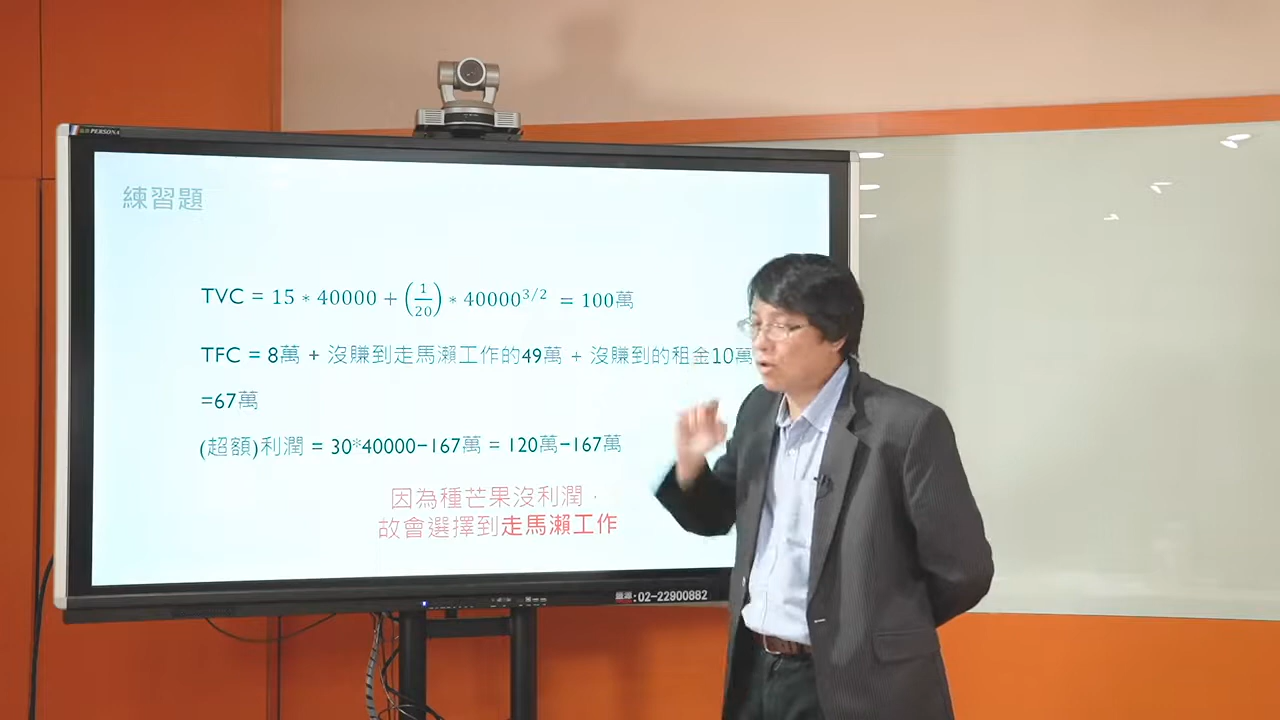 PERSONA
練習題
TVC = 15 * 40000 + (1/20) * 40000^{3/2} = 100萬
TFC = 8萬 + 沒賺到走馬瀨工作的49萬 + 沒賺到的租金10萬
=67萬
(超額)利潤 = 30*40000-167萬 = 120萬-167萬
因為種芒果沒利潤，
故會選擇到走馬瀨工作
:02-22900882